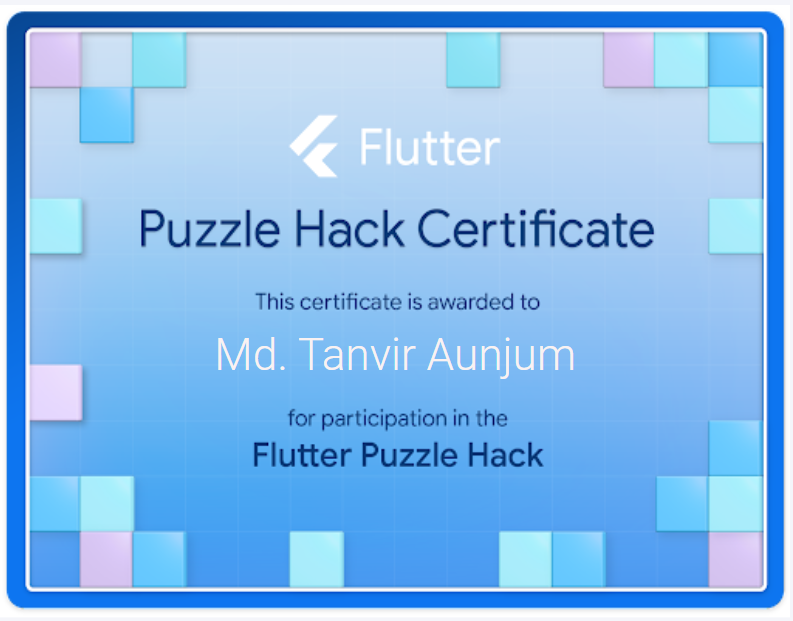 Flutter
Puzzle Hack Certificate
This certificate is awarded to
Md. Tanvir Aunjum
for participation in the
Flutter Puzzle Hack